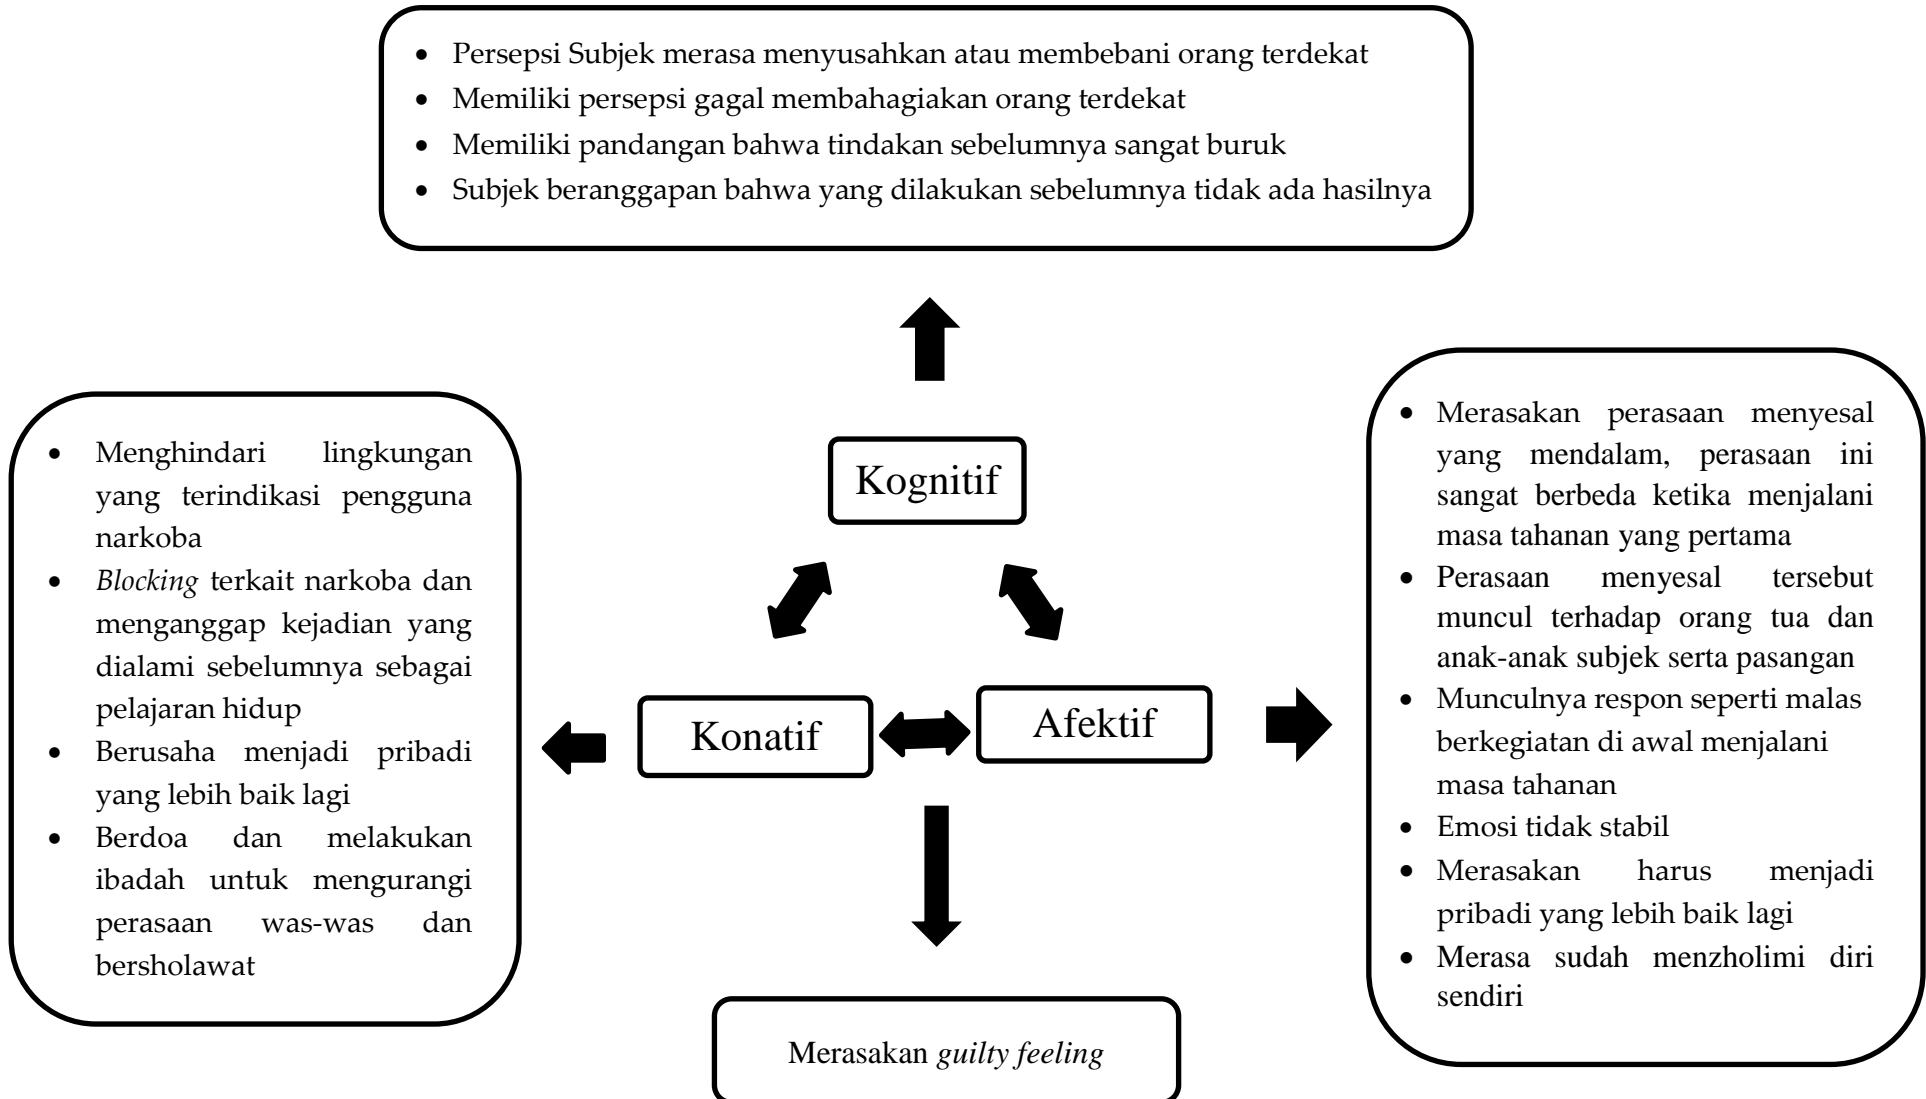 • Persepsi Subjek merasa menyusahkan atau membebani orang terdekat
• Memiliki persepsi gagal membahagiakan orang terdekat
• Memiliki pandangan bahwa tindakan sebelumnya sangat buruk
• Subjek beranggapan bahwa yang dilakukan sebelumnya tidak ada hasilnya
Kognitif
• Menghindari lingkungan
yang terindikasi pengguna
narkoba
• Blocking terkait narkoba dan
menganggap kejadian yang
dialami sebelumnya sebagai
pelajaran hidup
• Berusaha menjadi pribadi
yang lebih baik lagi
• Berdoa dan melakukan
ibadah untuk mengurangi
perasaan was-was dan
bersholawat
Konatif
Afektif
• Merasakan perasaan menyesal
yang mendalam, perasaan ini
sangat berbeda ketika menjalani
masa tahanan yang pertama
• Perasaan menyesal tersebut
muncul terhadap orang tua dan
anak-anak subjek serta pasangan
• Munculnya respon seperti malas
berkegiatan di awal menjalani
masa tahanan
• Emosi tidak stabil
• Merasakan harus menjadi
pribadi yang lebih baik lagi
• Merasa sudah menzholimi diri
sendiri
Merasakan guilty feeling